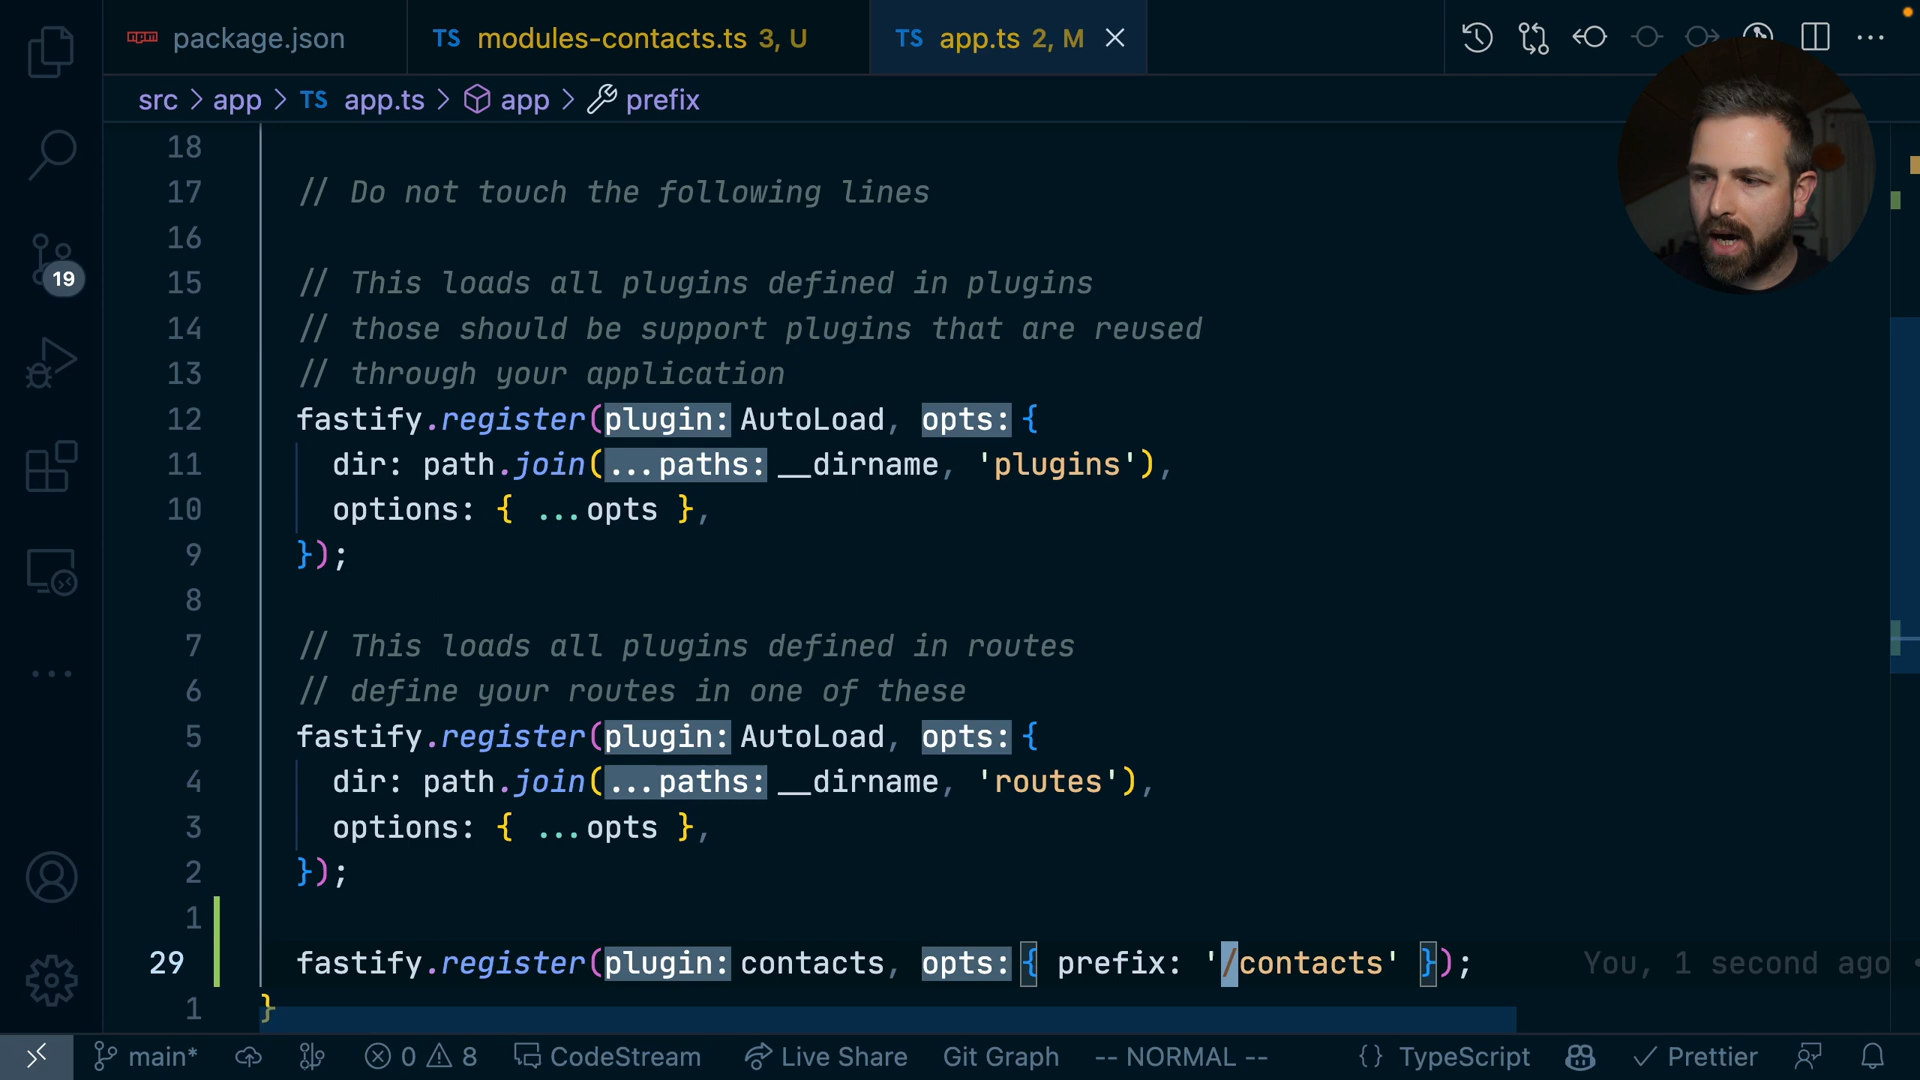 package.json
TS modules-contacts.ts 3, U
TS app.ts 2, M
src > app > TS app.ts > app > prefix
18
17 // Do not touch the following lines
16
15 // This loads all plugins defined in plugins
14 // those should be support plugins that are reused
13 // through your application
12 fastify.register(plugin: AutoLoad, opts: {
11 dir: path.join(...paths: __dirname, 'plugins'),
10 options: { ...opts },
9 });
8
7 // This loads all plugins defined in routes
6 // define your routes in one of these
5 fastify.register(plugin: AutoLoad, opts: {
4 dir: path.join(...paths: __dirname, 'routes'),
3 options: { ...opts },
2 });
1
29 fastify.register(plugin: contacts, opts: { prefix: '/contacts' }); You, 1 second ago •
1 }
19
main* 0 8 CodeStream Live Share Git Graph -- NORMAL -- {} TypeScript Prettier